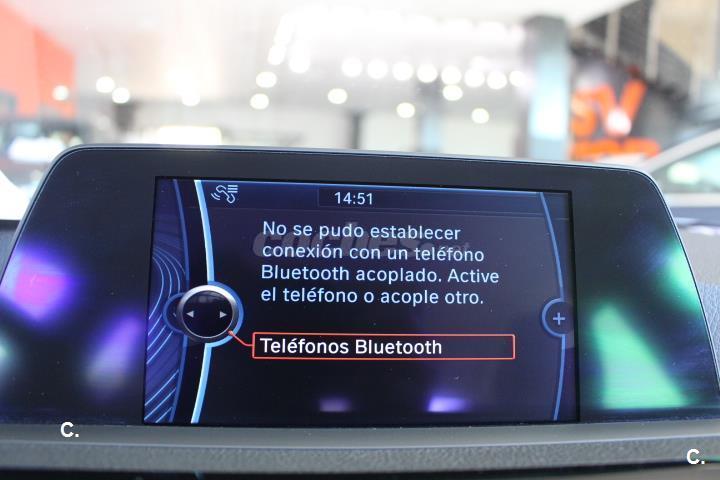 14:51
No se pudo establecer
conexión con un teléfono
Bluetooth acoplado. Active
el teléfono o acople otro.
Teléfonos Bluetooth
+
C.
C.